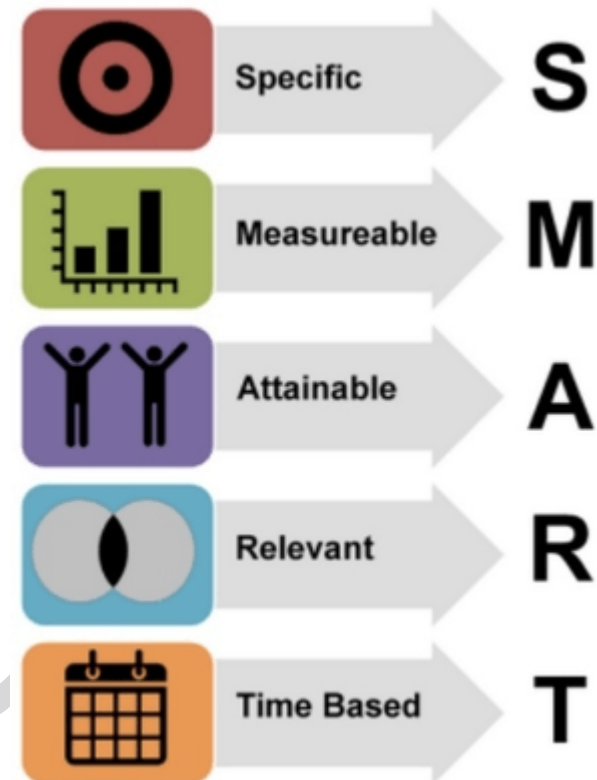 Specific S
Measureable M
Attainable A
Relevant R
Time Based T